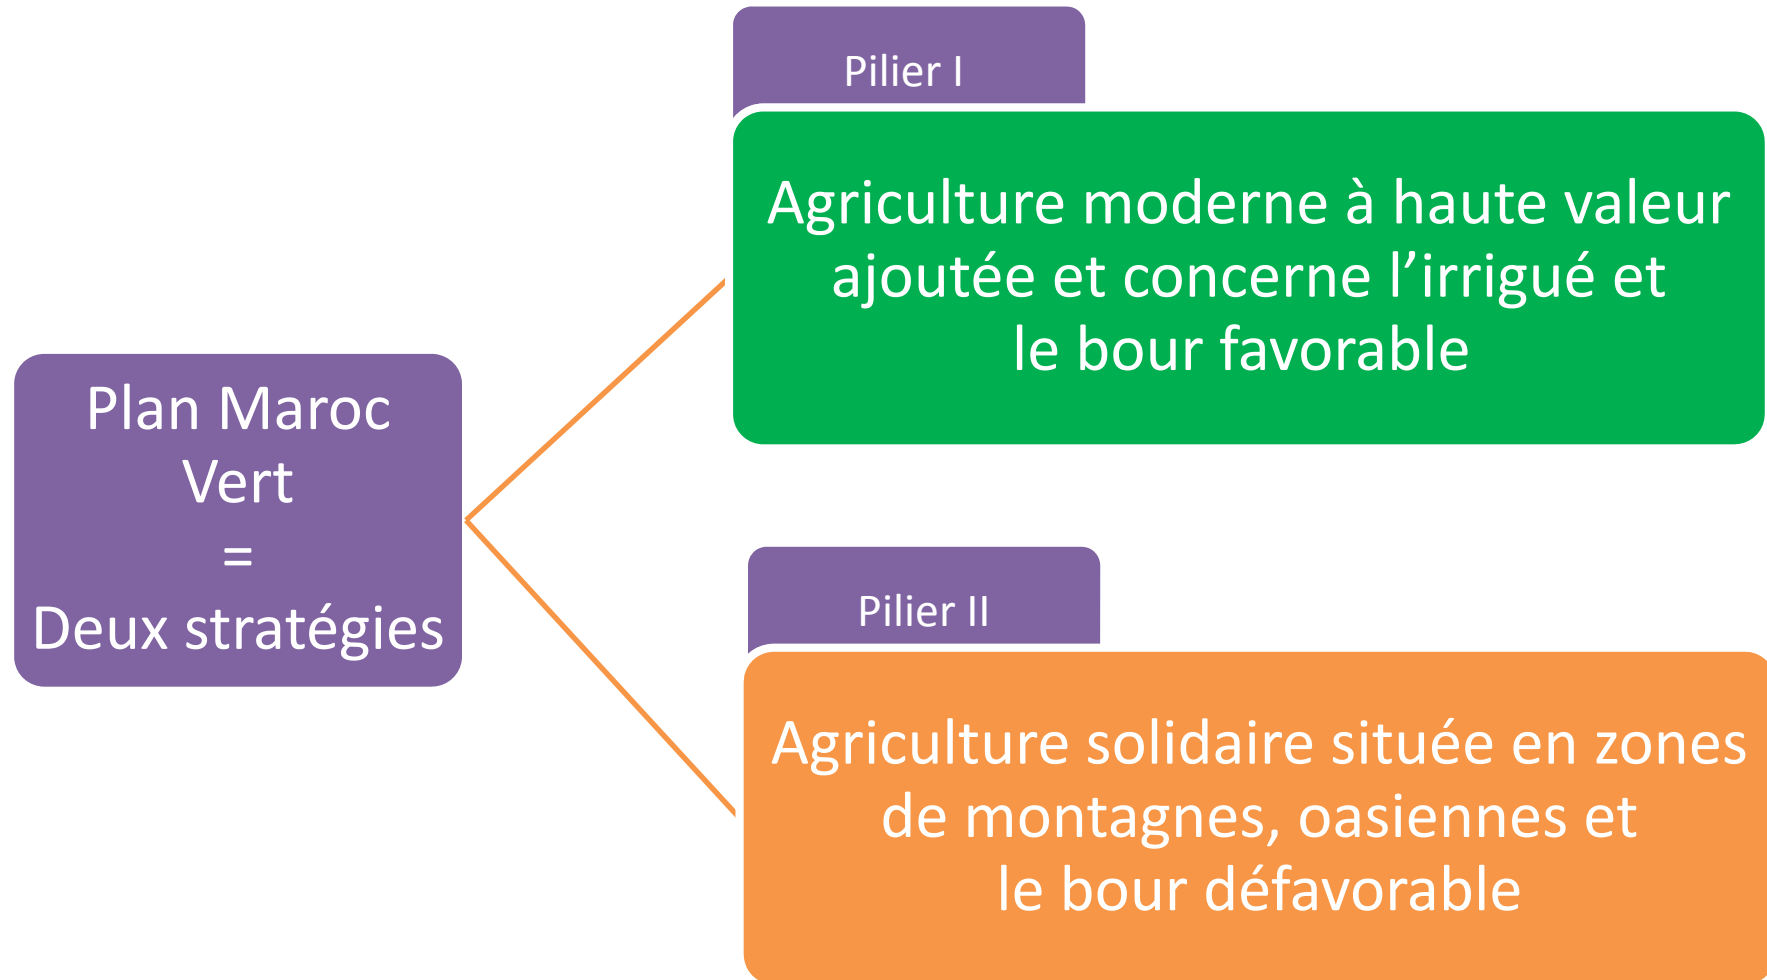 Pilier I
Agriculture moderne à haute valeur
ajoutée et concerne l’irrigué et
le bour favorable
Plan Maroc
Vert
=
Deux stratégies
Pilier II
Agriculture solidaire située en zones
de montagnes, oasiennes et
le bour défavorable